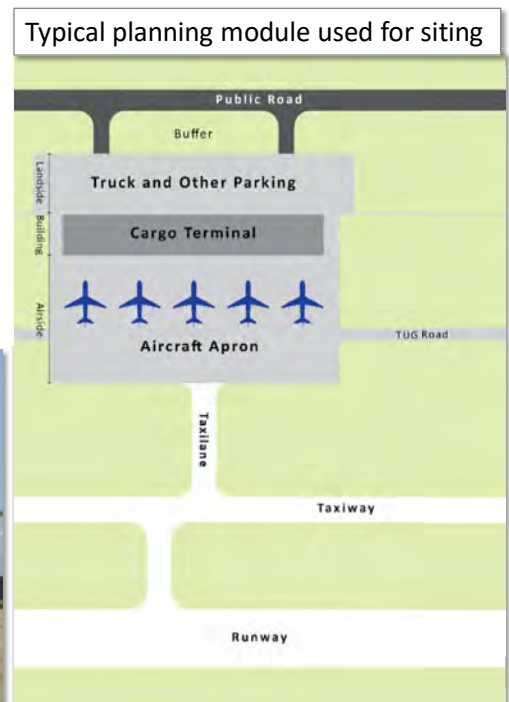 Typical planning module used for siting
Public Road
Buffer
Landside
Truck and Other Parking
Building
Cargo Terminal
Airside
Aircraft Apron
TUG Road
Taxilane
Taxiway
Runway